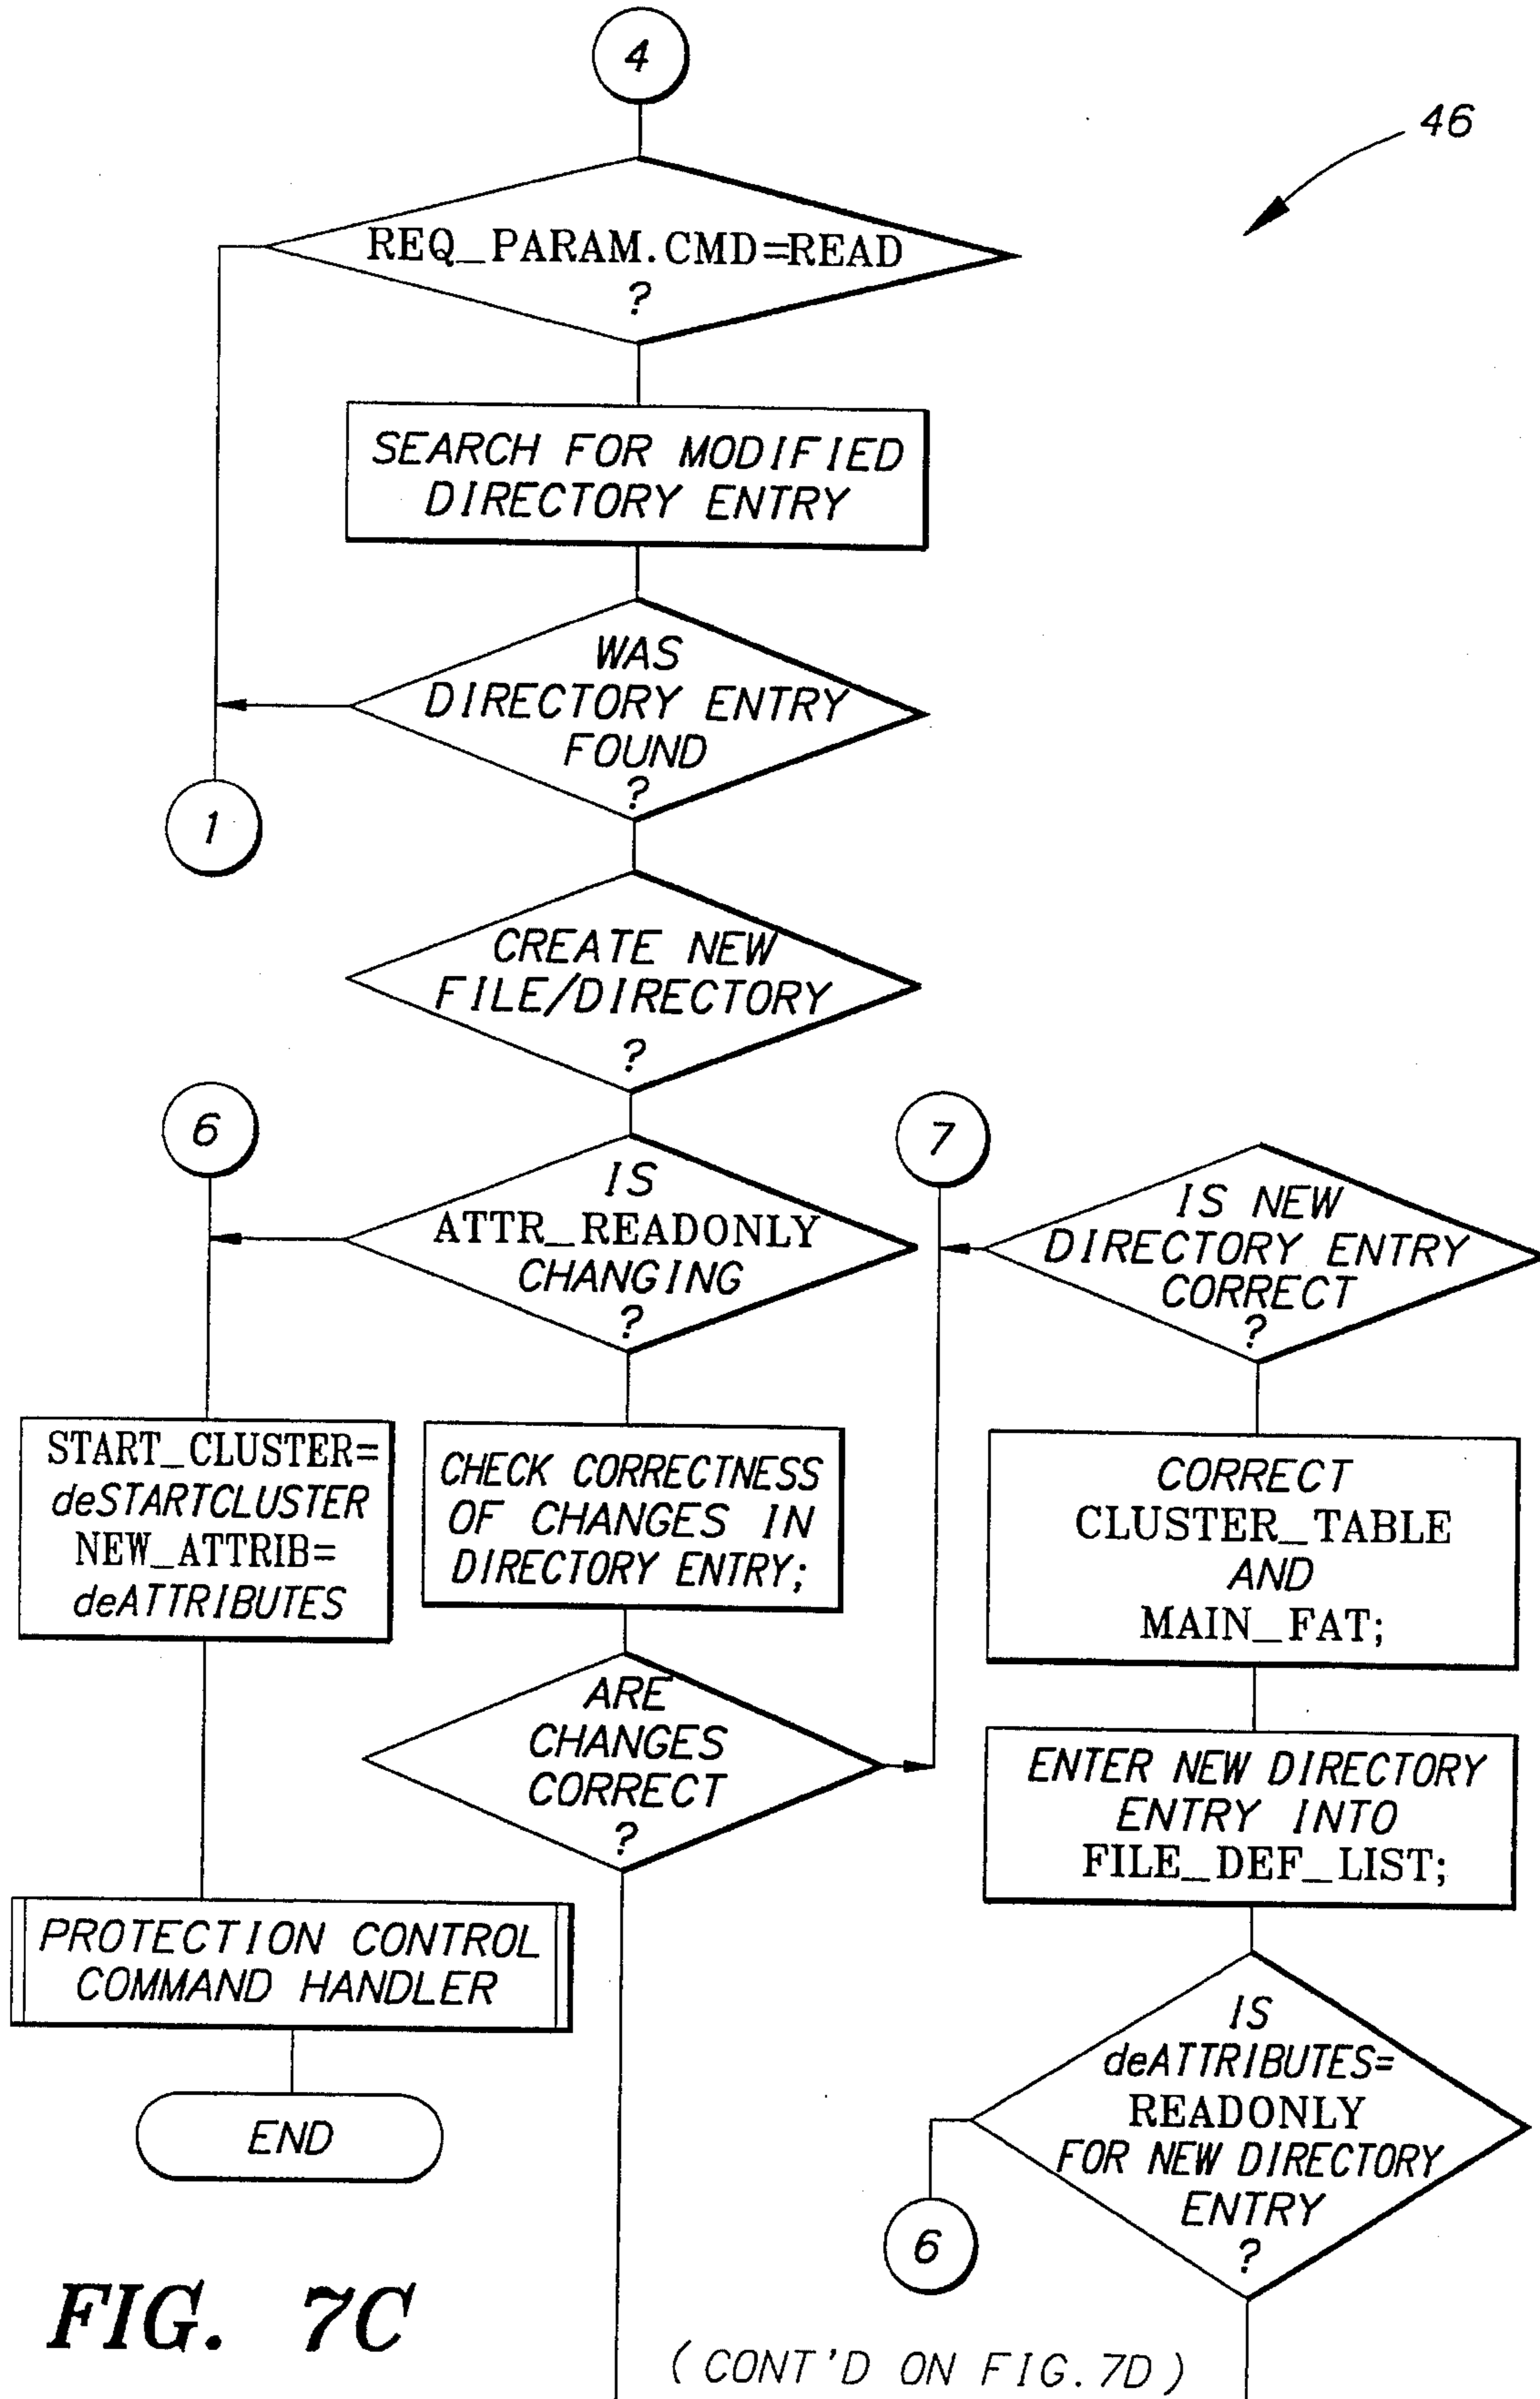 4
46
REQ_PARAM.CMD=READ
?
SEARCH FOR MODIFIED
DIRECTORY ENTRY
WAS
DIRECTORY ENTRY
FOUND
?
1
CREATE NEW
FILE/DIRECTORY
?
6
7
IS
ATTR_READONLY
CHANGING
?
IS NEW
DIRECTORY ENTRY
CORRECT
?
START_CLUSTER=
deSTARTCLUSTER
NEW_ATTRIB=
deATTRIBUTES
CHECK CORRECTNESS
OF CHANGES IN
DIRECTORY ENTRY;
CORRECT
CLUSTER_TABLE
AND
MAIN_FAT;
ARE
CHANGES
CORRECT
?
ENTER NEW DIRECTORY
ENTRY INTO
FILE_DEF_LIST;
PROTECTION CONTROL
COMMAND HANDLER
IS
deATTRIBUTES=
READONLY
FOR NEW DIRECTORY
ENTRY
?
END
6
FIG. 7C
(CONT'D ON FIG.7D)